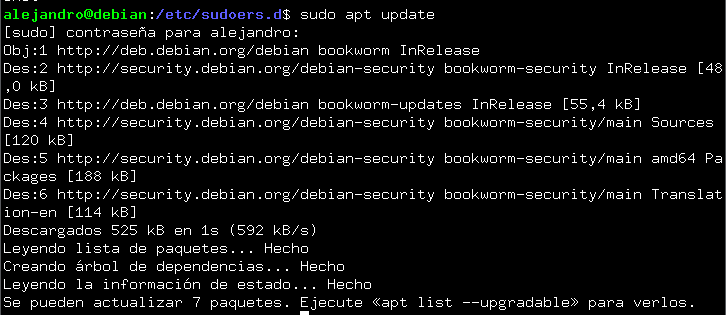 alejandro@debian:/etc/sudoers.d$ sudo apt update
[sudo] contraseña para alejandro:
Obj:1 http://deb.debian.org/debian bookworm InRelease
Des:2 http://security.debian.org/debian-security bookworm-security InRelease [48
,0 kB]
Des:3 http://deb.debian.org/debian bookworm-updates InRelease [55,4 kB]
Des:4 http://security.debian.org/debian-security bookworm-security/main Sources
[120 kB]
Des:5 http://security.debian.org/debian-security bookworm-security/main amd64 Pa
ckages [188 kB]
Des:6 http://security.debian.org/debian-security bookworm-security/main Translat
ion-en [114 kB]
Descargados 525 kB en 1s (592 kB/s)
Leyendo lista de paquetes... Hecho
Creando árbol de dependencias... Hecho
Leyendo la información de estado... Hecho
Se pueden actualizar 7 paquetes. Ejecute «apt list --upgradable» para verlos.